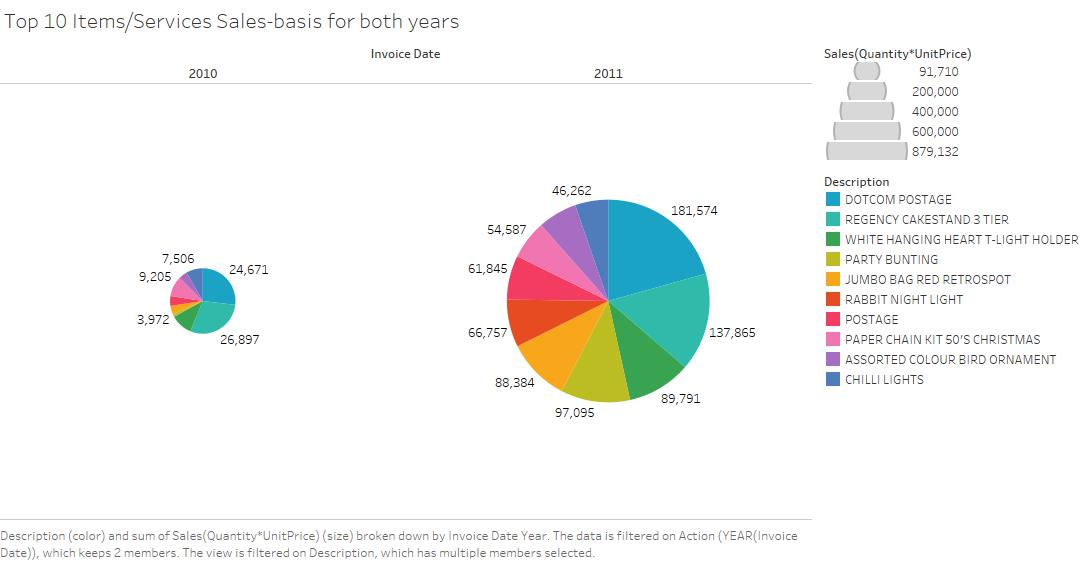 Top 10 Items/Services Sales-basis for both years
Invoice Date
2010
2011
7,506
24,671
9,205
3,972
26,897
46,262
181,574
54,587
61,845
137,865
66,757
88,384
89,791
97,095
Sales(Quantity*UnitPrice)
91,710
200,000
400,000
600,000
879,132
Description
DOTCOM POSTAGE
REGENCY CAKESTAND 3 TIER
WHITE HANGING HEART T-LIGHT HOLDER
PARTY BUNTING
JUMBO BAG RED RETROSPOT
RABBIT NIGHT LIGHT
POSTAGE
PAPER CHAIN KIT 50'S CHRISTMAS
ASSORTED COLOUR BIRD ORNAMENT
CHILLI LIGHTS
Description (color) and sum of Sales(Quantity*UnitPrice) (size) broken down by Invoice Date Year. The data is filtered on Action (YEAR(Invoice
Date)), which keeps 2 members. The view is filtered on Description, which has multiple members selected.